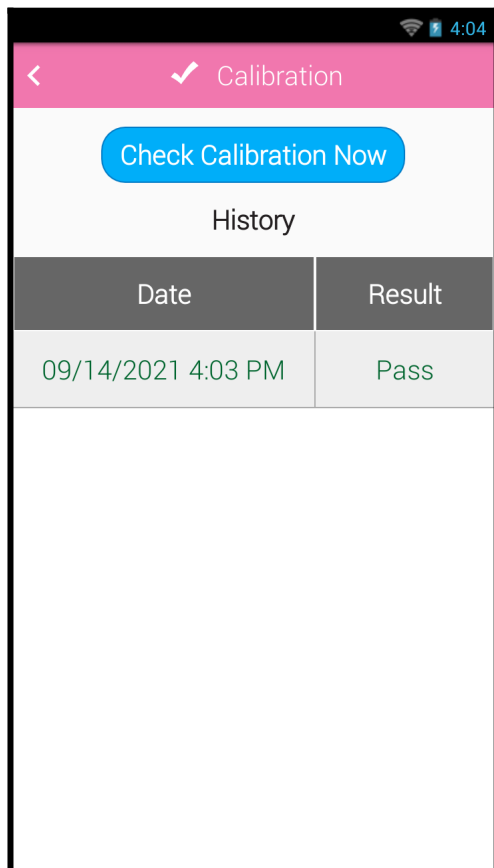 4:04
Calibration
Check Calibration Now
History
Date Result
09/14/2021 4:03 PM Pass